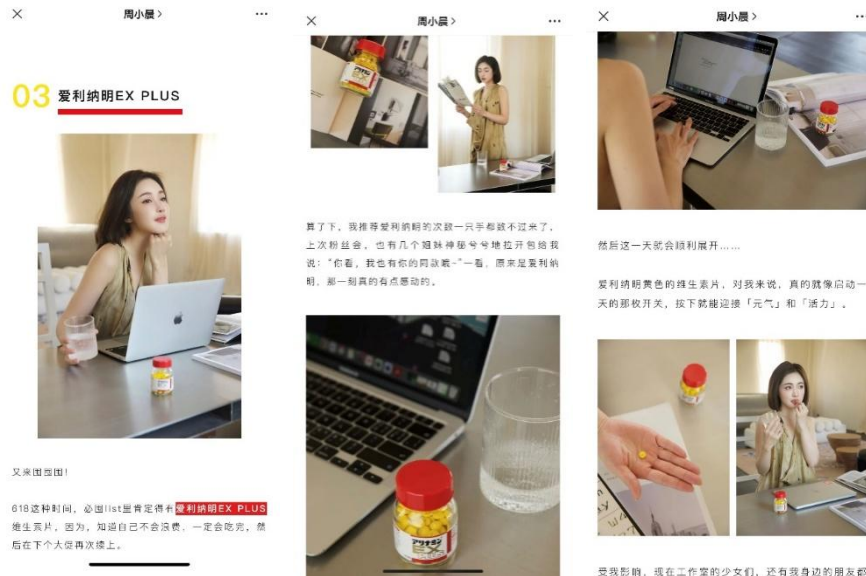 周小晨>
03 爱利纳明EX PLUS
又来囤囤囤！
618这种时间，必囤list里肯定得有爱利纳明EX PLUS
维生素片，因为，知道自己不会浪费，一定会吃完，然
后在下个大促再次续上。
周小晨>
算了下，我推荐爱利纳明的次数一只手都数不过来了，
上次粉丝会，也有几个姐妹神秘兮兮地拉开包给我
说：“你看，我也有你的同款哦~”一看，原来是爱利纳
明，那一刻真的有点感动的。
アリナミン
EX
周小晨>
然后这一天就会顺利展开……
爱利纳明黄色的维生素片，对我来说，真的就像启动一
天的那枚开关，按下就能迎接「元气」和「活力」。
受我影响，现在工作室的少女们，还有我身边的朋友都